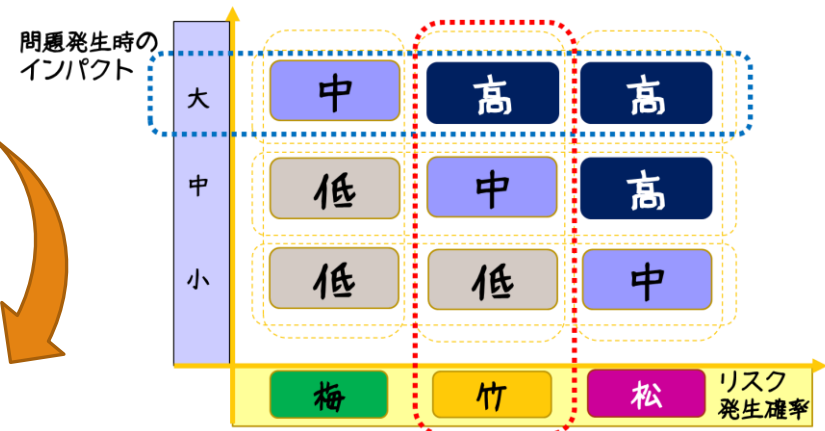 問題発生時の
インパクト
大 中 高 高
中 低 中 高
小 低 低 中
梅 竹 松
リスク
発生確率